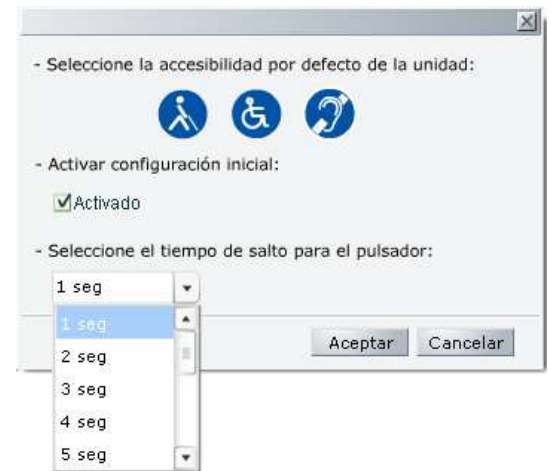 - Seleccione la accesibilidad por defecto de la unidad:
- Activar configuración inicial:
Activado
- Seleccione el tiempo de salto para el pulsador:
1 seg
1 seg
2 seg
3 seg
4 seg
5 seg
Aceptar Cancelar